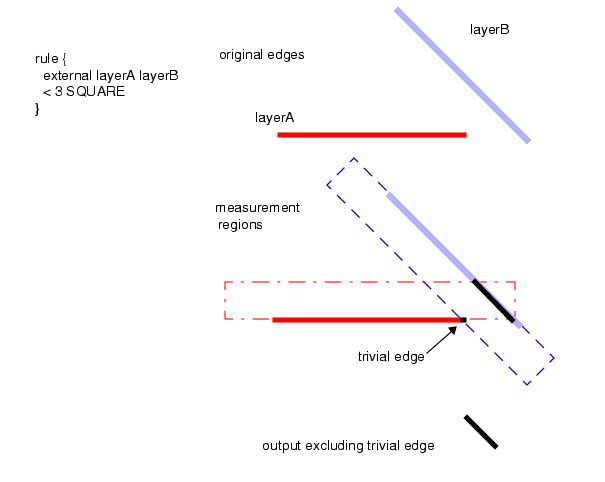 layerB
original edges
rule {
external layerA layerB
< 3 SQUARE
}
layerA
measurement
regions
trivial edge
output excluding trivial edge